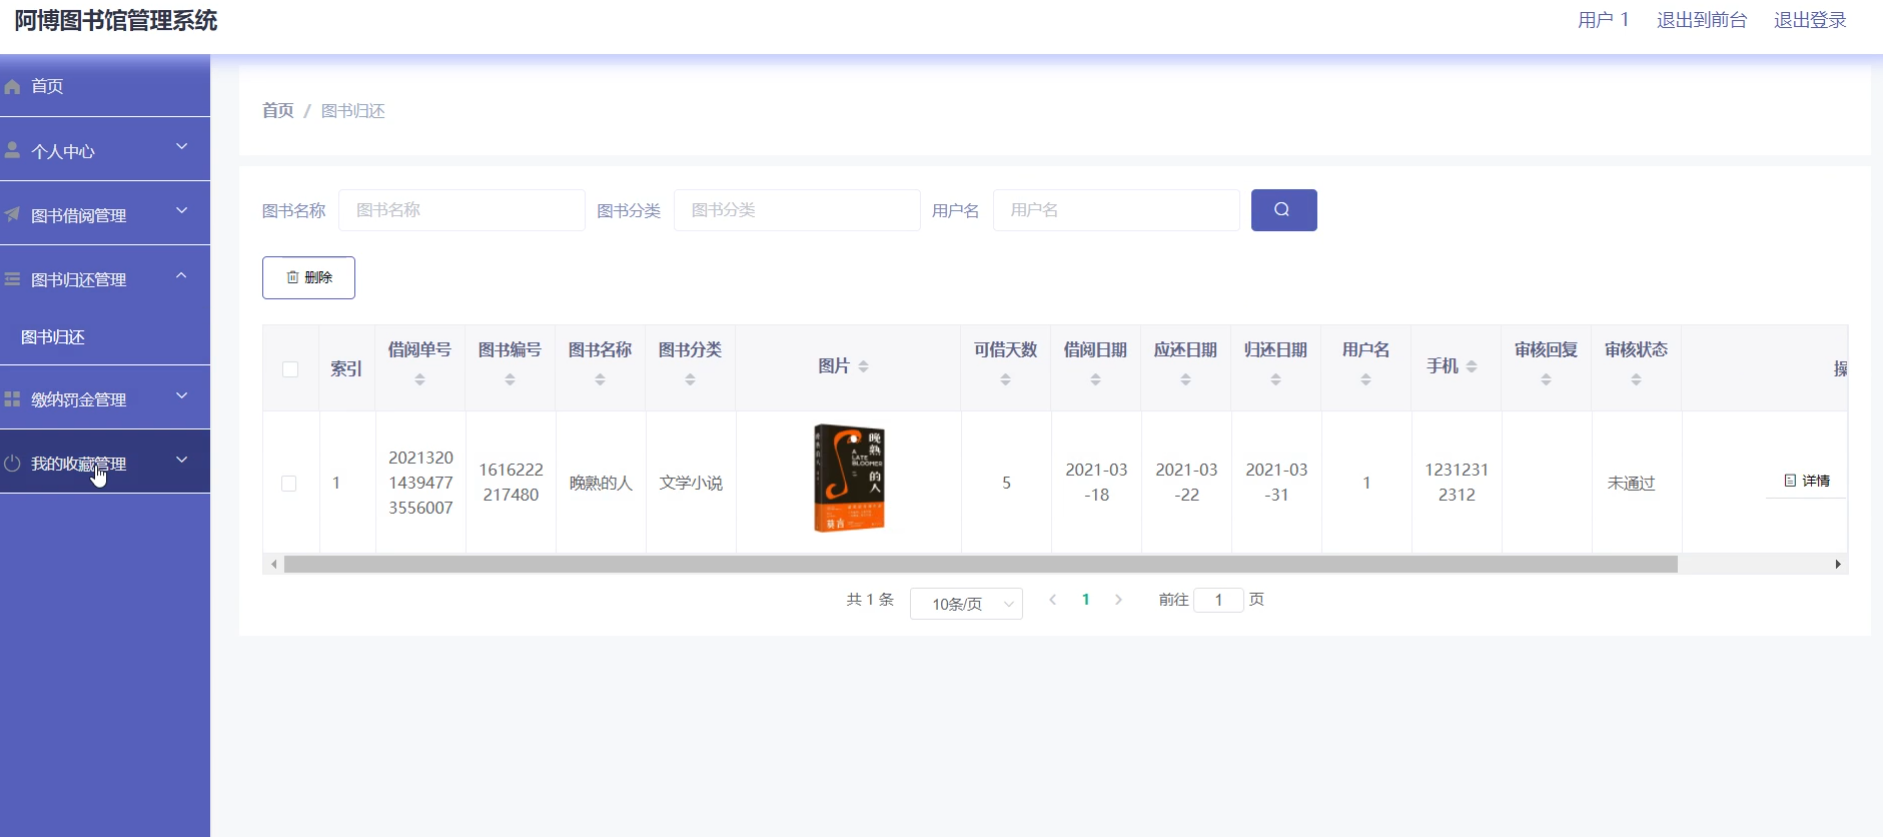 阿博图书馆管理系统
用户 1 退出到前台 退出登录
首页
个人中心
图书借阅管理
图书归还管理
图书归还
缴纳罚金管理
我的收藏管理
首页 / 图书归还
图书名称 图书名称 图书分类 图书分类 用户名 用户名
删除
索引 借阅单号 图书编号 图书名称 图书分类 图片 可借天数 借阅日期 应还日期 归还日期 用户名 手机 审核回复 审核状态 操
1 2021320 1439477 3556007 1616222 217480 晚熟的人 文学小说 5 2021-03 -18 2021-03 -22 2021-03 -31 1 1231231 2312 未通过 详情
晚熟的人
A LATE BLOOMER
莫言
共 1 条 10条/页 1 前往 1 页